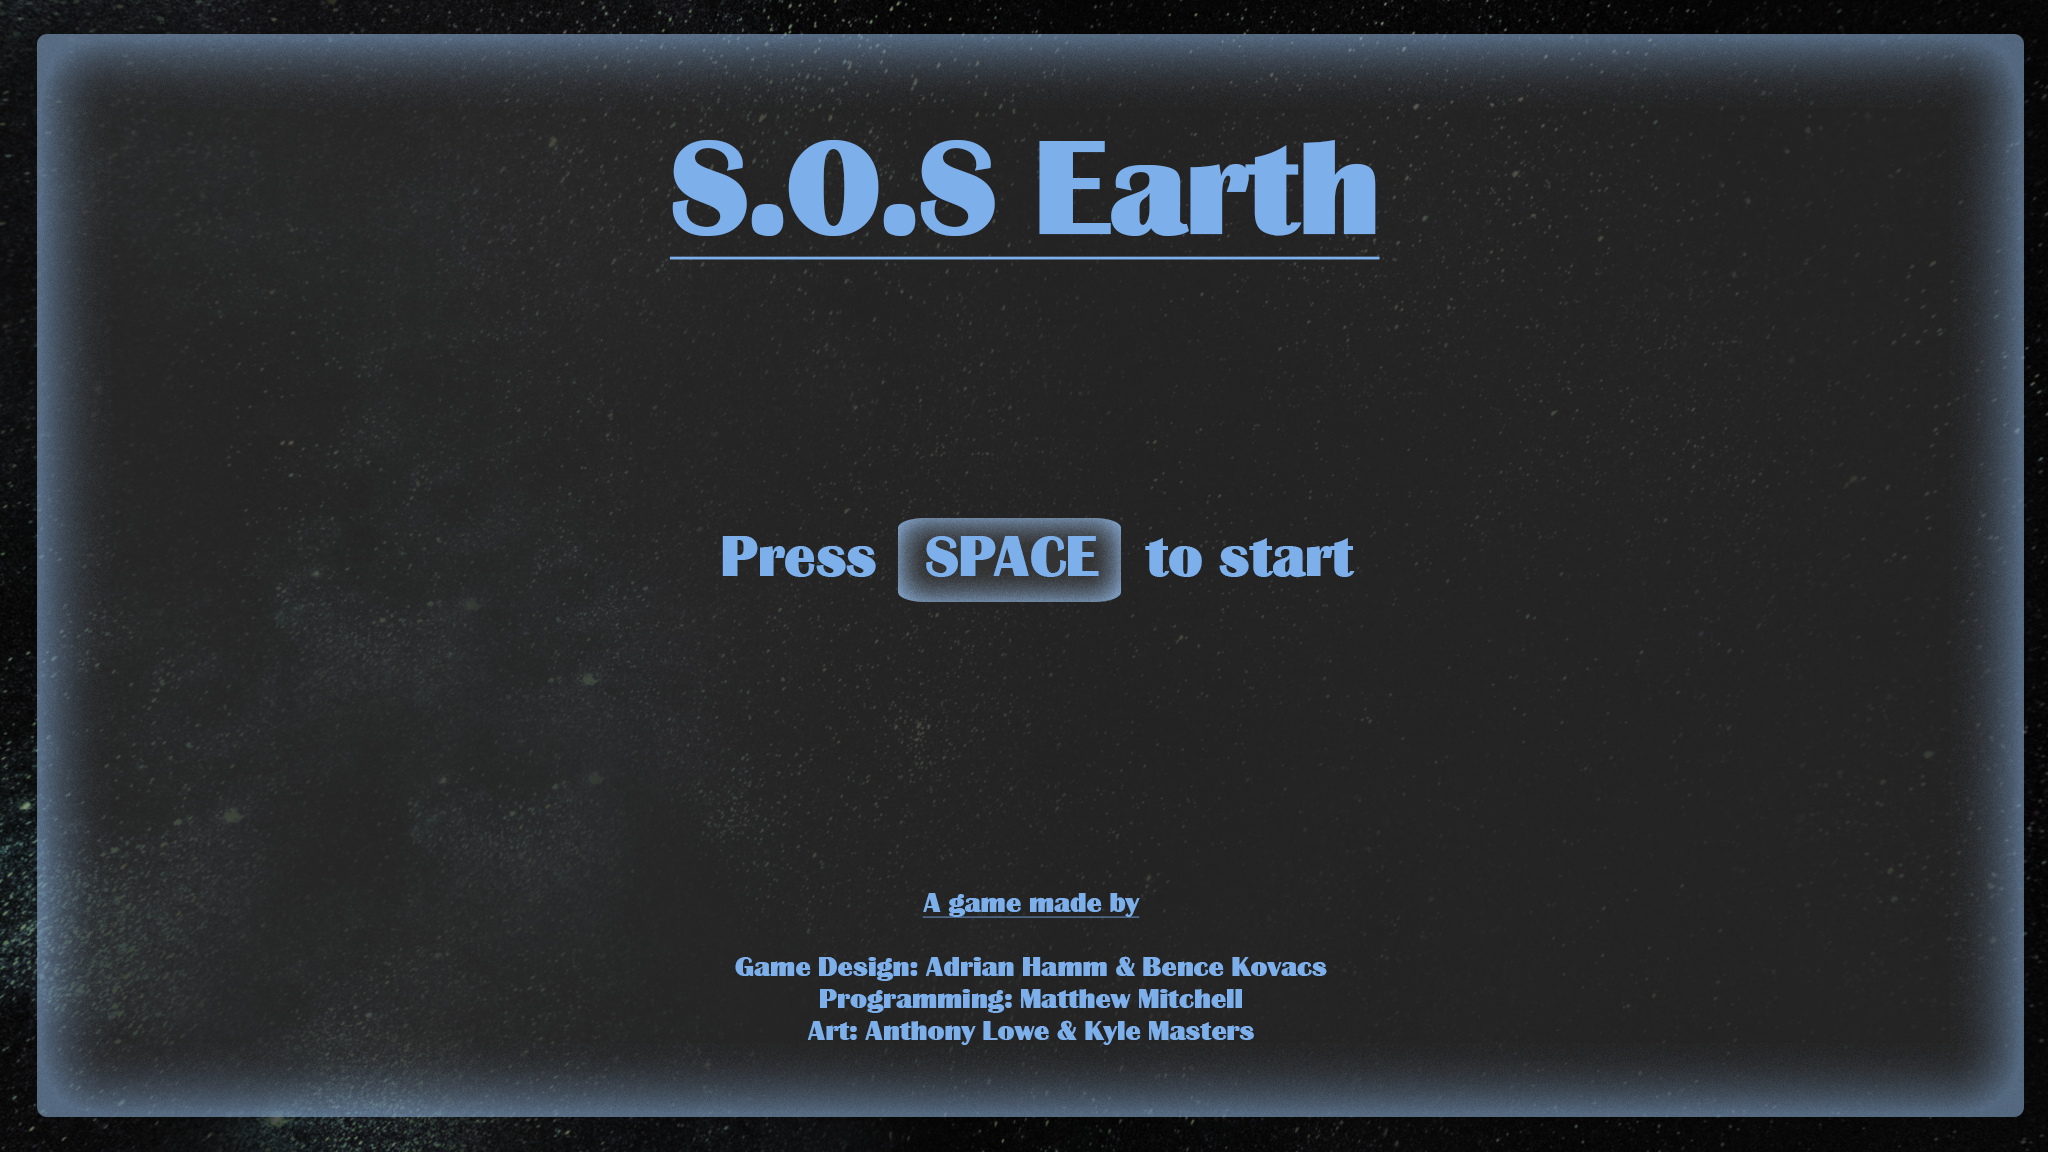 S.O.S Earth
Press SPACE to start
A game made by
Game Design: Adrian Hamm & Bence Kovacs
Programming: Matthew Mitchell
Art: Anthony Lowe & Kyle Masters